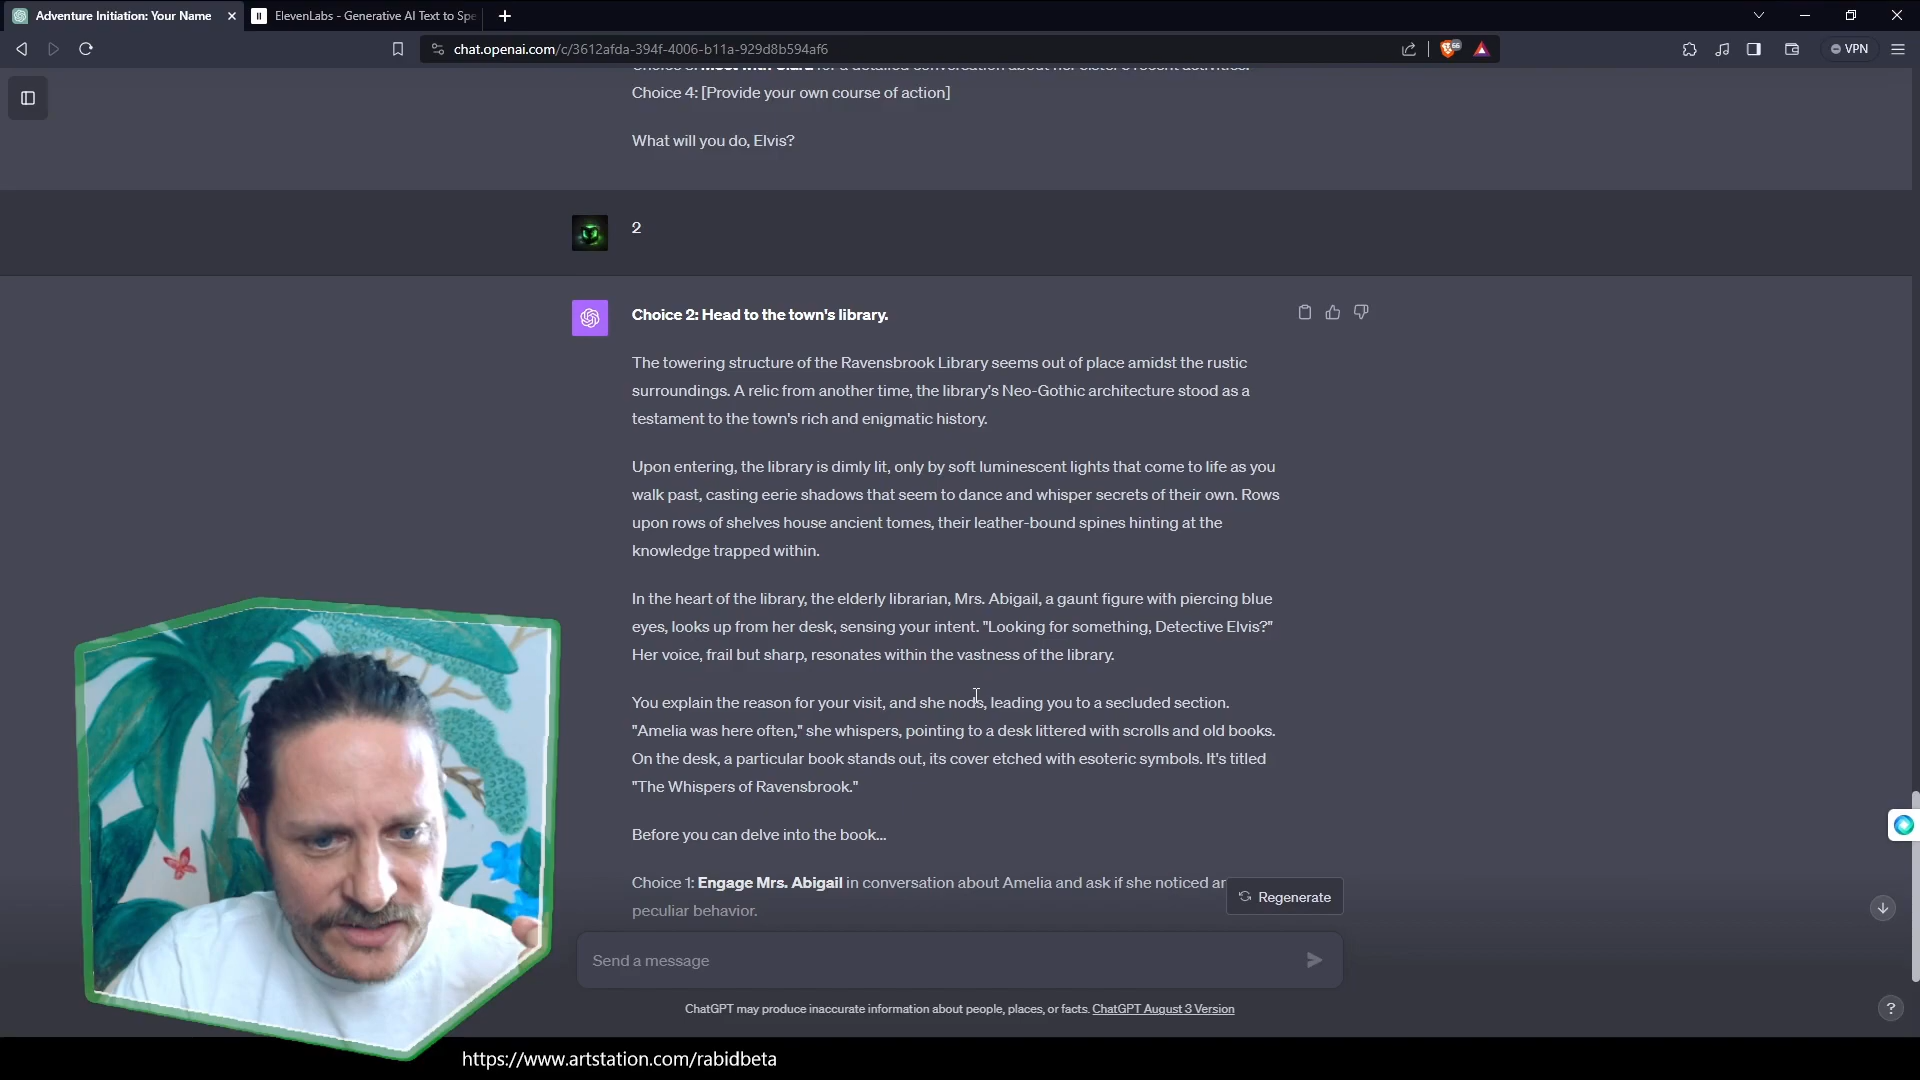 Adventure Initiation: Your Name
ElevenLabs - Generative AI Text to Spe
chat.openai.com/c/3612afda-394f-4006-b11a-929d8b594af6
66
VPN
Choice 4: [Provide your own course of action]
What will you do, Elvis?
2
Choice 2: Head to the town's library.
The towering structure of the Ravensbrook Library seems out of place amidst the rustic
surroundings. A relic from another time, the library's Neo-Gothic architecture stood as a
testament to the town's rich and enigmatic history.
Upon entering, the library is dimly lit, only by soft luminescent lights that come to life as you
walk past, casting eerie shadows that seem to dance and whisper secrets of their own. Rows
upon rows of shelves house ancient tomes, their leather-bound spines hinting at the
knowledge trapped within.
In the heart of the library, the elderly librarian, Mrs. Abigail, a gaunt figure with piercing blue
eyes, looks up from her desk, sensing your intent. "Looking for something, Detective Elvis?"
Her voice, frail but sharp, resonates within the vastness of the library.
You explain the reason for your visit, and she nods, leading you to a secluded section.
"Amelia was here often," she whispers, pointing to a desk littered with scrolls and old books.
On the desk, a particular book stands out, its cover etched with esoteric symbols. It's titled
"The Whispers of Ravensbrook."
Before you can delve into the book...
Choice 1: Engage Mrs. Abigail in conversation about Amelia and ask if she noticed
peculiar behavior.
Regenerate
Send a message
ChatGPT may produce inaccurate information about people, places, or facts. ChatGPT August 3 Version
?
https://www.artstation.com/rabidbeta